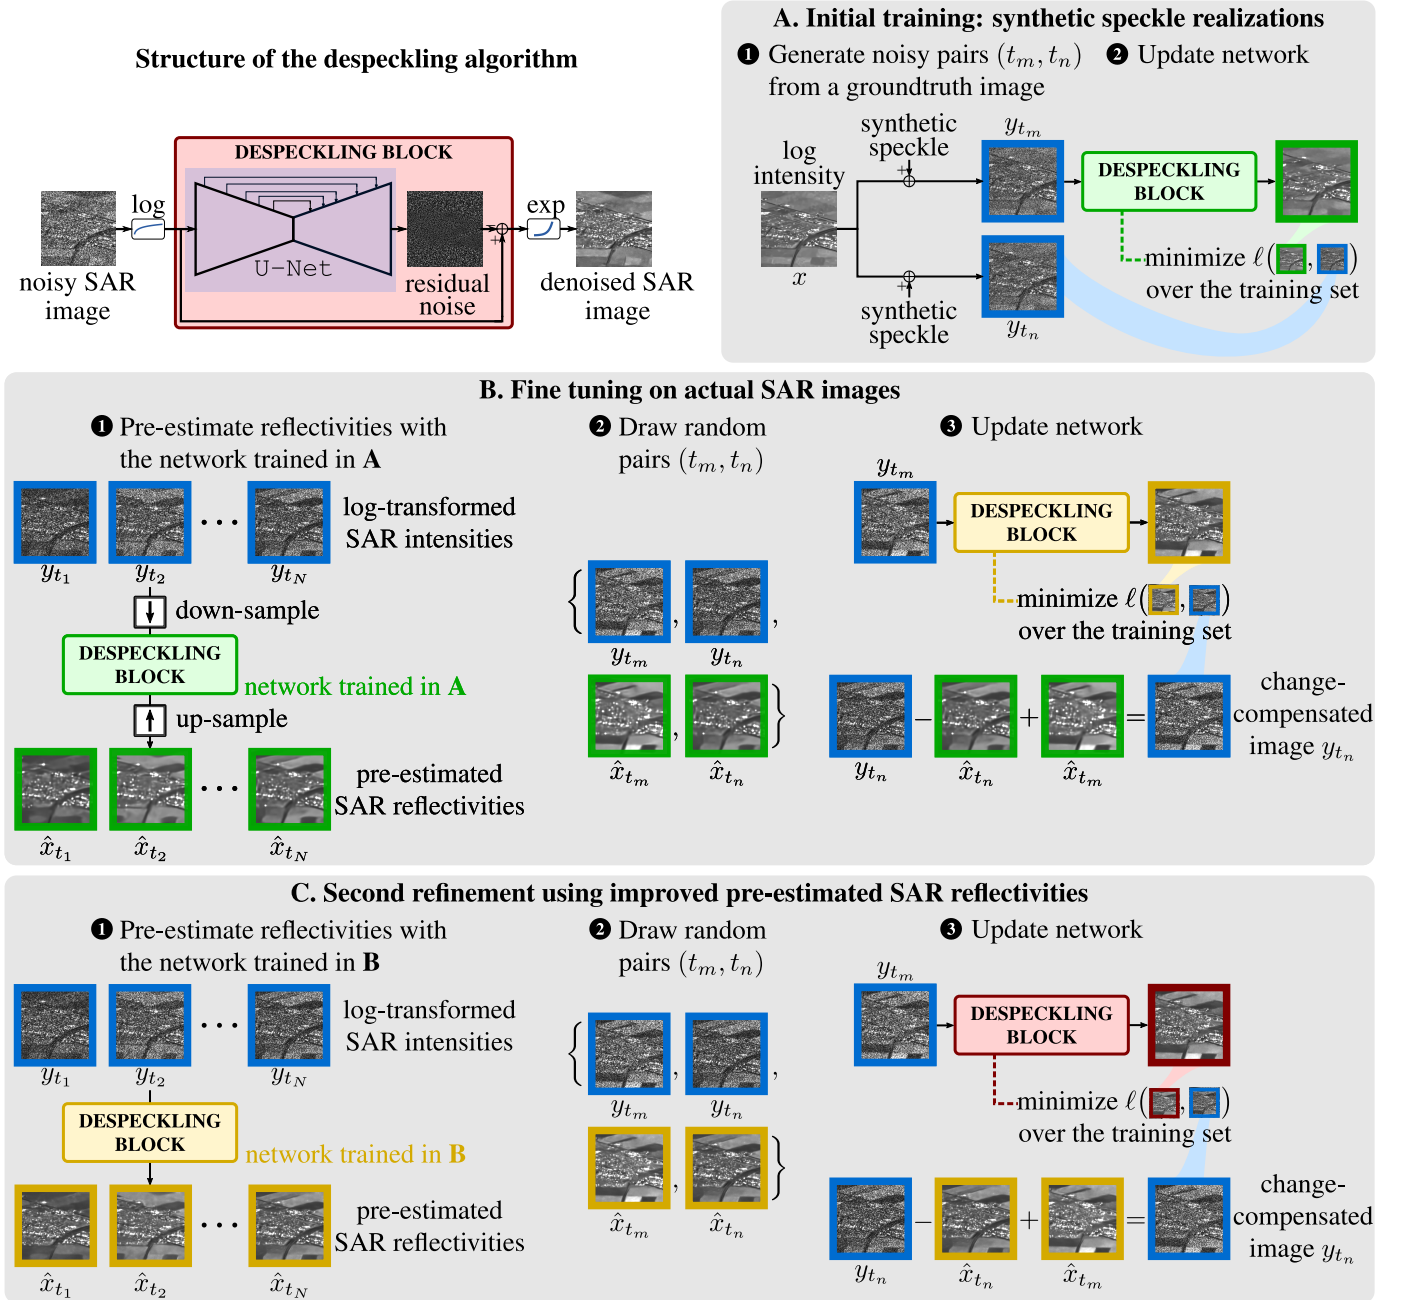 Structure of the despeckling algorithm
DESPECKLING BLOCK
log
exp
U-Net
noisy SAR
image
residual
noise
denoised SAR
image
A. Initial training: synthetic speckle realizations
❶ Generate noisy pairs (t_m, t_n)
from a groundtruth image
❷ Update network
log
intensity
x
synthetic
speckle
+
y_{t_m}
+
synthetic
speckle
y_{t_n}
DESPECKLING
BLOCK
minimize ℓ( , )
over the training set
B. Fine tuning on actual SAR images
❶ Pre-estimate reflectivities with
the network trained in A
log-transformed
SAR intensities
y_{t_1} y_{t_2} ... y_{t_N}
down-sample
DESPECKLING
BLOCK
network trained in A
up-sample
pre-estimated
SAR reflectivities
x̂_{t_1} x̂_{t_2} ... x̂_{t_N}
❷ Draw random
pairs (t_m, t_n)
{ , ,
y_{t_m} y_{t_n}
, }
x̂_{t_m} x̂_{t_n}
❸ Update network
y_{t_m}
DESPECKLING
BLOCK
minimize ℓ( , )
over the training set
− + =
y_{t_n} x̂_{t_n} x̂_{t_m}
change-
compensated
image y_{t_n}
C. Second refinement using improved pre-estimated SAR reflectivities
❶ Pre-estimate reflectivities with
the network trained in B
log-transformed
SAR intensities
y_{t_1} y_{t_2} ... y_{t_N}
DESPECKLING
BLOCK
network trained in B
pre-estimated
SAR reflectivities
x̂_{t_1} x̂_{t_2} ... x̂_{t_N}
❷ Draw random
pairs (t_m, t_n)
{ , ,
y_{t_m} y_{t_n}
, }
x̂_{t_m} x̂_{t_n}
❸ Update network
y_{t_m}
DESPECKLING
BLOCK
minimize ℓ( , )
over the training set
− + =
y_{t_n} x̂_{t_n} x̂_{t_m}
change-
compensated
image y_{t_n}